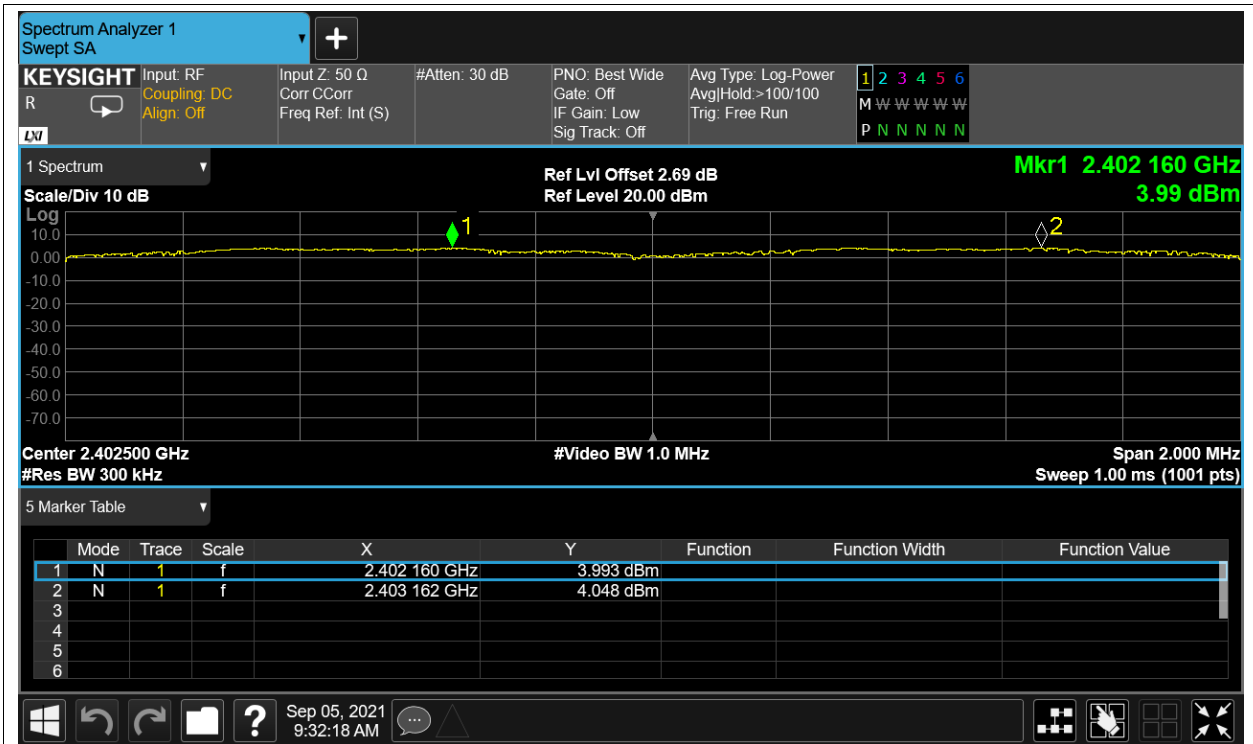 Spectrum Analyzer 1
Swept SA
+
KEYSIGHT Input: RF Input Z: 50 Ω #Atten: 30 dB PNO: Best Wide Avg Type: Log-Power 1 2 3 4 5 6
R Coupling: DC Corr CCorr Gate: Off Avg|Hold:>100/100 M W W W W W W
Align: Off Freq Ref: Int (S) IF Gain: Low Trig: Free Run
LXI Sig Track: Off P N N N N N N
1 Spectrum Ref Lvl Offset 2.69 dB Mkr1 2.402 160 GHz
Scale/Div 10 dB Ref Level 20.00 dBm 3.99 dBm
Log
1 2
10.0
0.00
-10.0
-20.0
-30.0
-40.0
-50.0
-60.0
-70.0
Center 2.402500 GHz #Video BW 1.0 MHz Span 2.000 MHz
#Res BW 300 kHz Sweep 1.00 ms (1001 pts)
5 Marker Table
Mode Trace Scale X Y Function Function Width Function Value
1 N 1 f 2.402 160 GHz 3.993 dBm
2 N 1 f 2.403 162 GHz 4.048 dBm
3
4
5
6
? Sep 05, 2021
9:32:18 AM